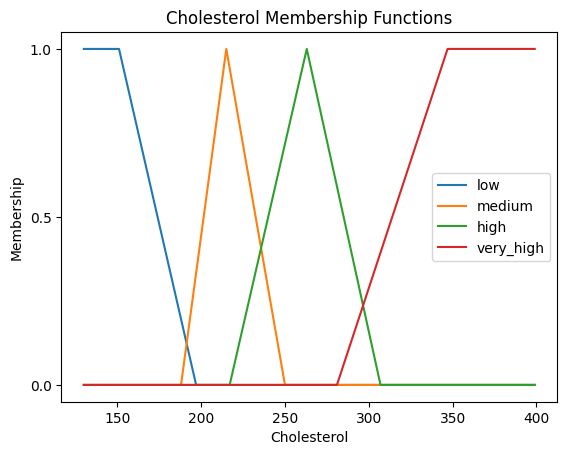 Cholesterol Membership Functions
1.0
0.5
0.0
Membership
low
medium
high
very_high
150
200
250
300
350
400
Cholesterol